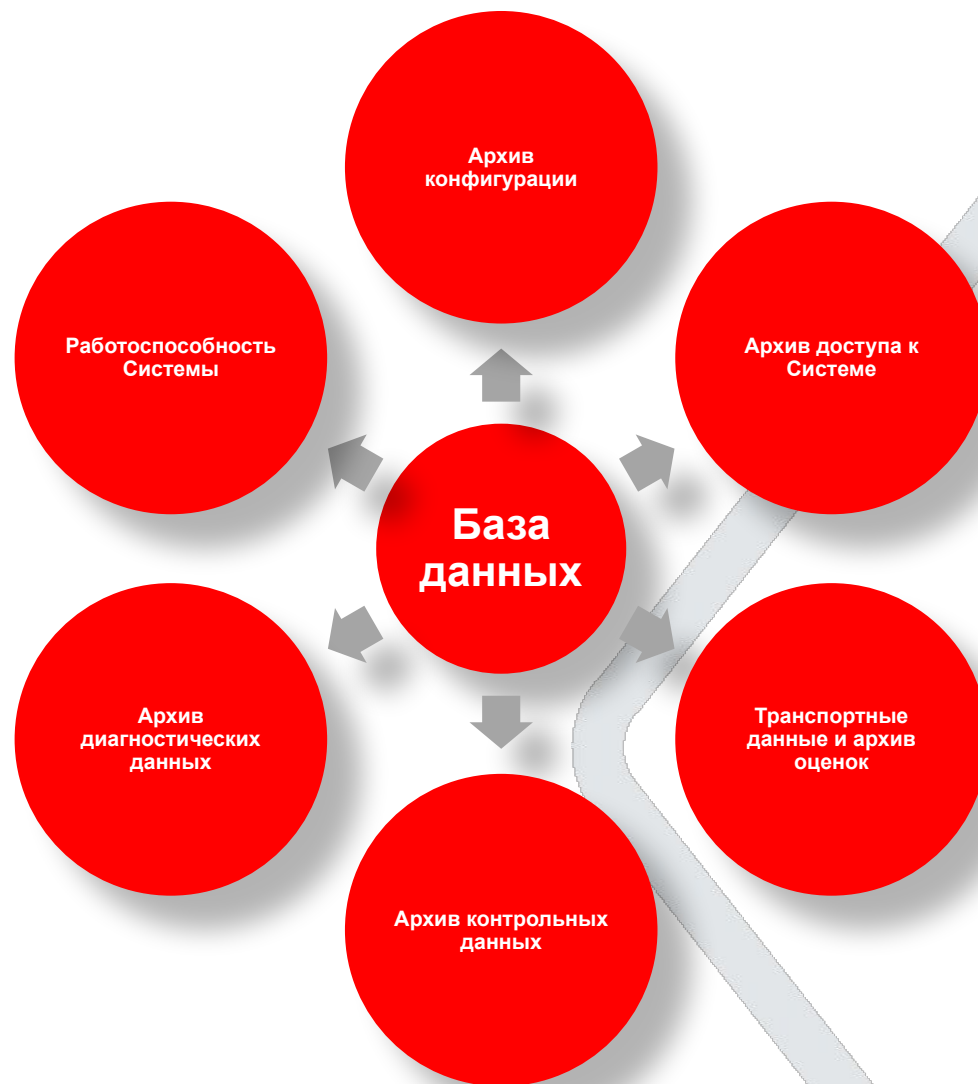 Архив
конфигурации
Работоспособность
Системы
Архив доступа к
Системе
База
данных
Архив
диагностических
данных
Транспортные
данные и архив
оценок
Архив контрольных
данных